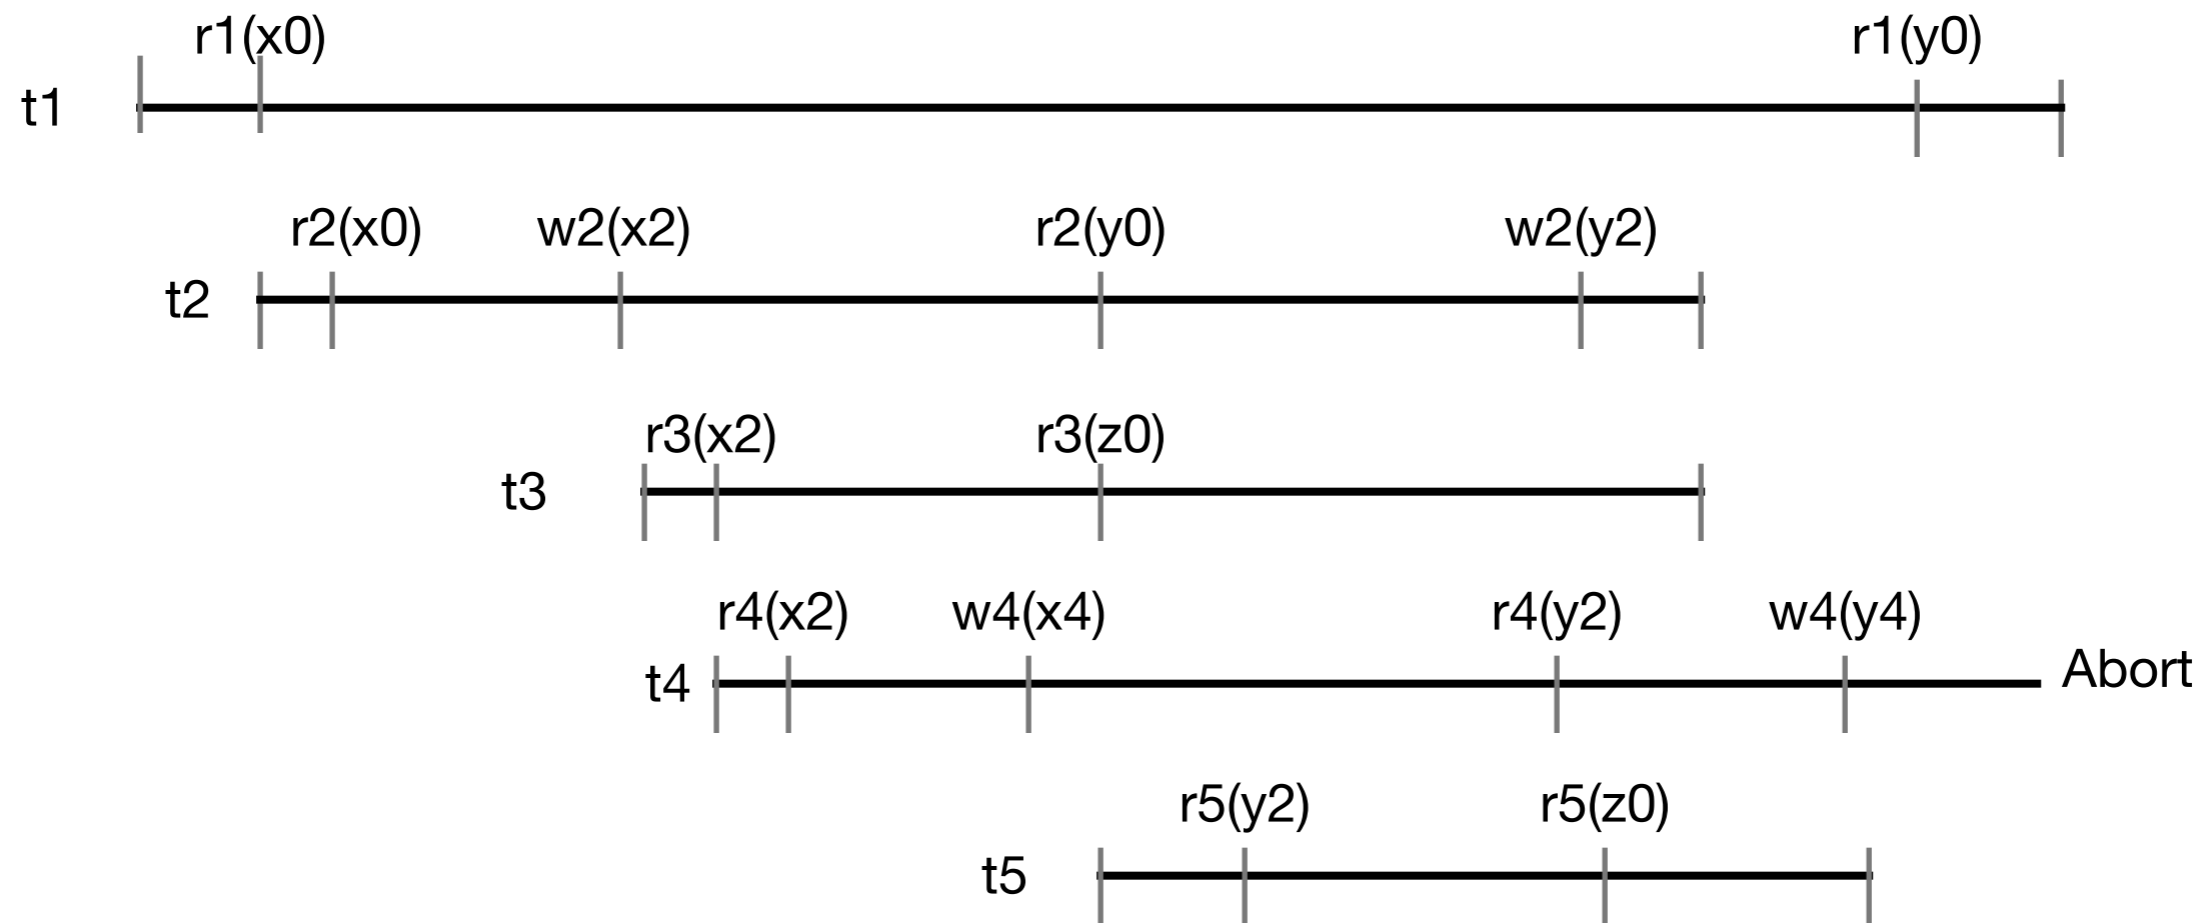 r1(x0) r1(y0)
t1
r2(x0) w2(x2) r2(y0) w2(y2)
t2
r3(x2) r3(z0)
t3
r4(x2) w4(x4) r4(y2) w4(y4)
t4 Abort
r5(y2) r5(z0)
t5